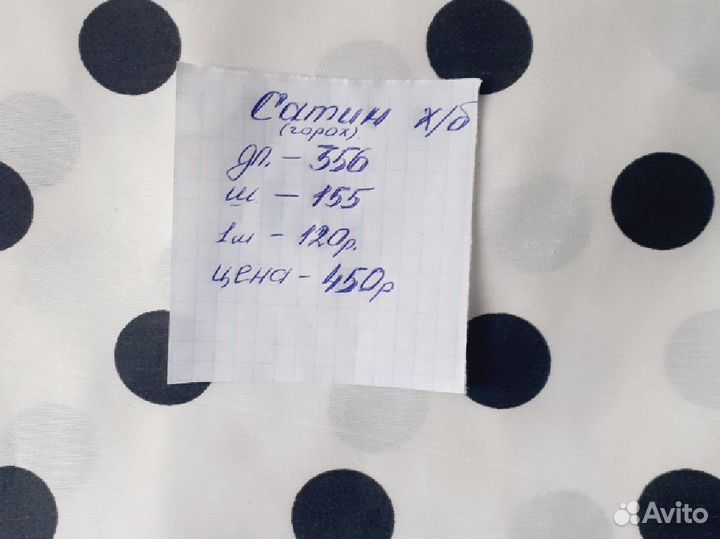 Сатин х/б
(горох)
дл. - 356
ш - 155
1м - 120р.
цена - 450р
Avito